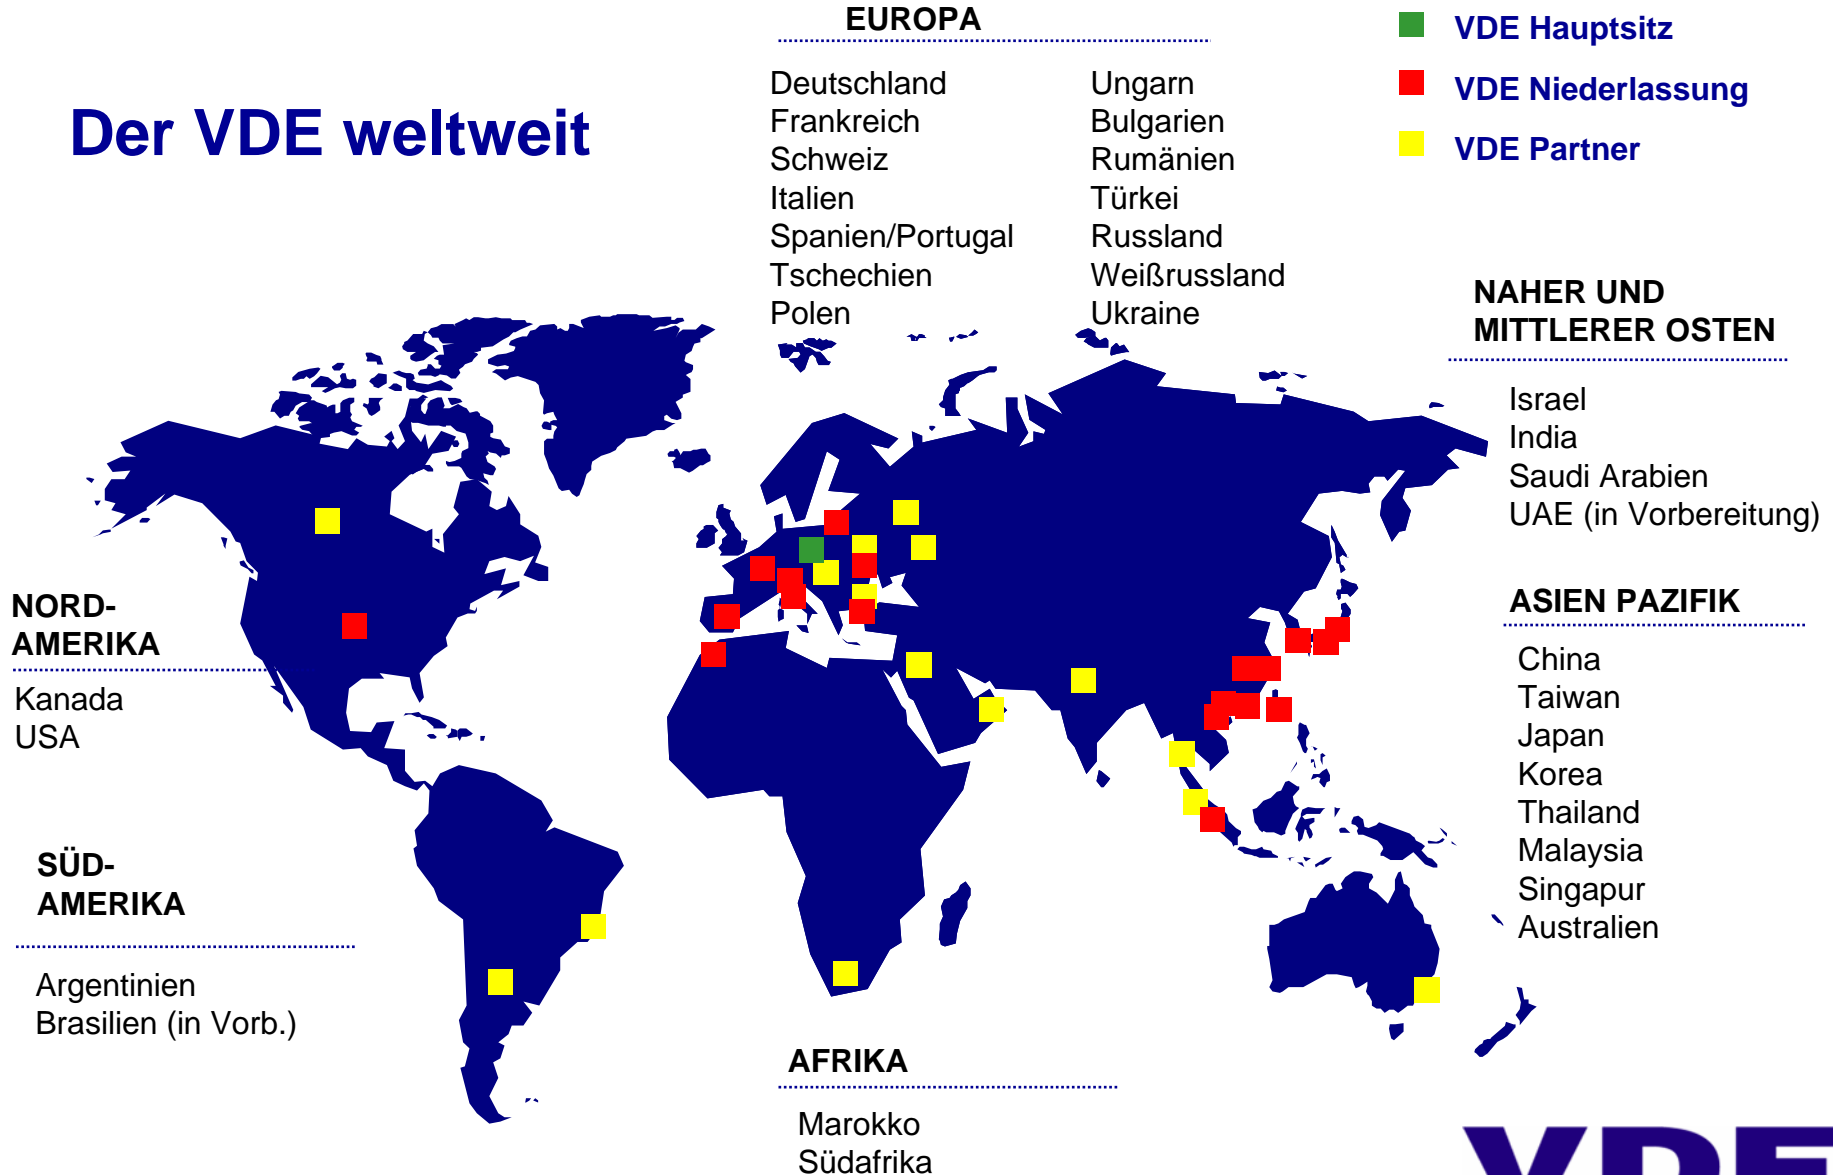 Der VDE weltweit
EUROPA
Deutschland
Frankreich
Schweiz
Italien
Spanien/Portugal
Tschechien
Polen
Ungarn
Bulgarien
Rumänien
Türkei
Russland
Weißrussland
Ukraine
VDE Hauptsitz
VDE Niederlassung
VDE Partner
NAHER UND
MITTLERER OSTEN
Israel
India
Saudi Arabien
UAE (in Vorbereitung)
NORD-
AMERIKA
Kanada
USA
ASIEN PAZIFIK
China
Taiwan
Japan
Korea
Thailand
Malaysia
Singapur
Australien
SÜD-
AMERIKA
Argentinien
Brasilien (in Vorb.)
AFRIKA
Marokko
Südafrika
VDE